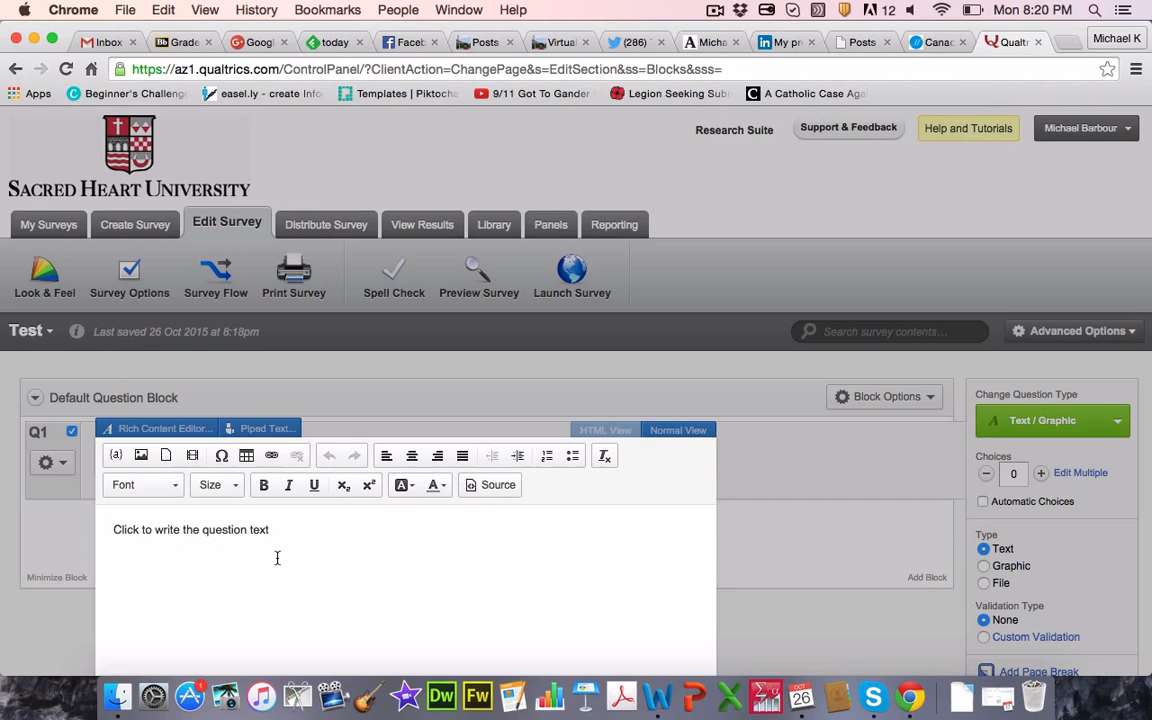 Chrome File Edit View History Bookmarks People Window Help 12 Mon 8:20 PM
Inbox Bb Grade Googl today Faceb Posts Virtual (286) Micha My pr Posts Canac Qualtr Michael K
https://az1.qualtrics.com/ControlPanel/?ClientAction=ChangePage&s=EditSection&ss=Blocks&sss=
Apps Beginner's Challeng easel.ly - create Info Templates | Piktocha 9/11 Got To Gander Legion Seeking Sub A Catholic Case Aga
Research Suite Support & Feedback Help and Tutorials Michael Barbour
SACRED HEART UNIVERSITY
My Surveys Create Survey Edit Survey Distribute Survey View Results Library Panels Reporting
Look & Feel Survey Options Survey Flow Print Survey Spell Check Preview Survey Launch Survey
Test Last saved 26 Oct 2015 at 8:18pm Search survey contents... Advanced Options
Default Question Block Block Options
Change Question Type
Q1 Rich Content Editor... Piped Text... HTML View Normal View
Text / Graphic
Choices
0 Edit Multiple
Font Size B I U Source
Automatic Choices
Click to write the question text
Type
Text
Graphic
Minimize Block Add Block
File
Validation Type
None
Custom Validation
Add Page Break